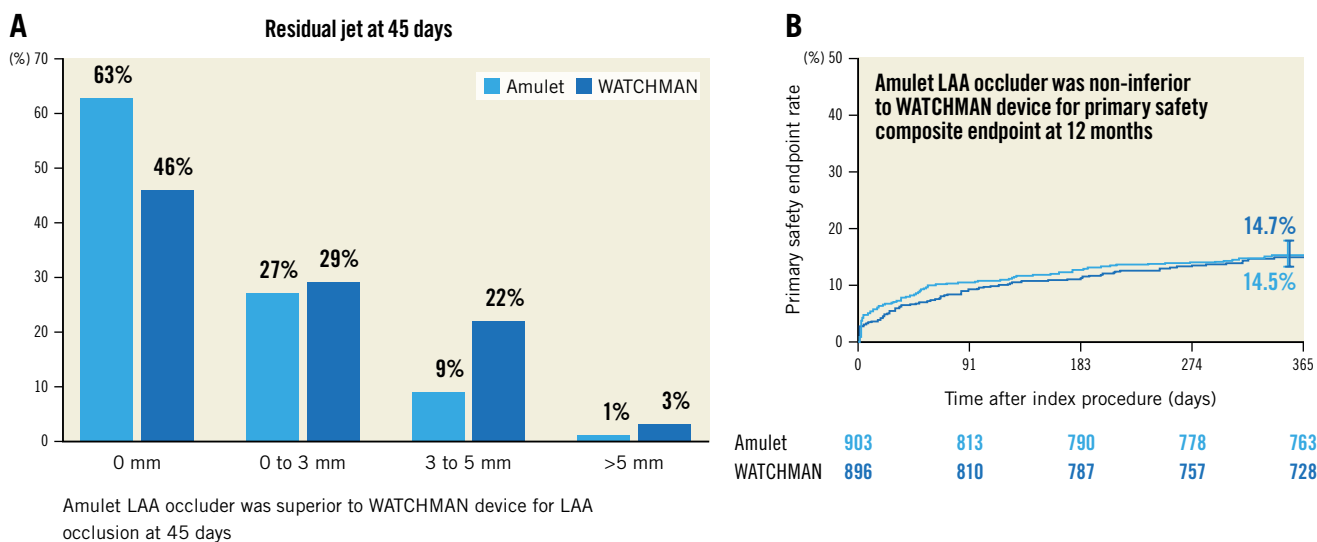 A
Residual jet at 45 days
(%) 70
60
50
40
30
20
10
0
Amulet
WATCHMAN
63%
46%
27%
29%
9%
22%
1%
3%
0 mm
0 to 3 mm
3 to 5 mm
>5 mm
Amulet LAA occluder was superior to WATCHMAN device for LAA
occlusion at 45 days
B
(%) 50
40
30
20
10
0
Primary safety endpoint rate
Amulet LAA occluder was non-inferior
to WATCHMAN device for primary safety
composite endpoint at 12 months
14.7%
14.5%
0 91 183 274 365
Time after index procedure (days)
Amulet 903 813 790 778 763
WATCHMAN 896 810 787 757 728